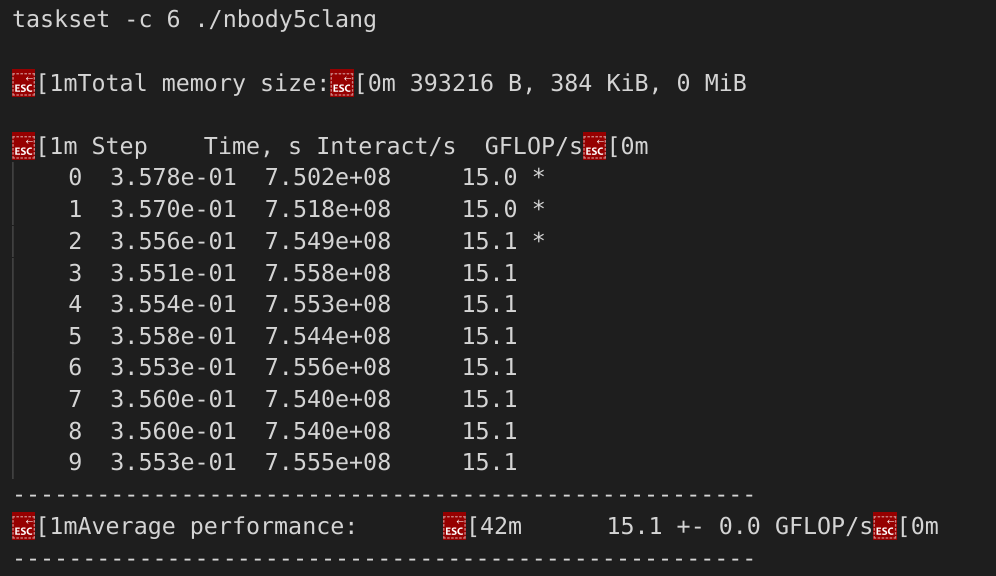 taskset -c 6 ./nbody5clang
ESC[1mTotal memory size:ESC[0m 393216 B, 384 KiB, 0 MiB
ESC[1m Step    Time, s Interact/s  GFLOP/sESC[0m
    0  3.578e-01  7.502e+08     15.0 *
    1  3.570e-01  7.518e+08     15.0 *
    2  3.556e-01  7.549e+08     15.1 *
    3  3.551e-01  7.558e+08     15.1
    4  3.554e-01  7.553e+08     15.1
    5  3.558e-01  7.544e+08     15.1
    6  3.553e-01  7.556e+08     15.1
    7  3.560e-01  7.540e+08     15.1
    8  3.560e-01  7.540e+08     15.1
    9  3.553e-01  7.555e+08     15.1
-----------------------------------------------------
ESC[1mAverage performance:      ESC[42m      15.1 +- 0.0 GFLOP/sESC[0m
-----------------------------------------------------